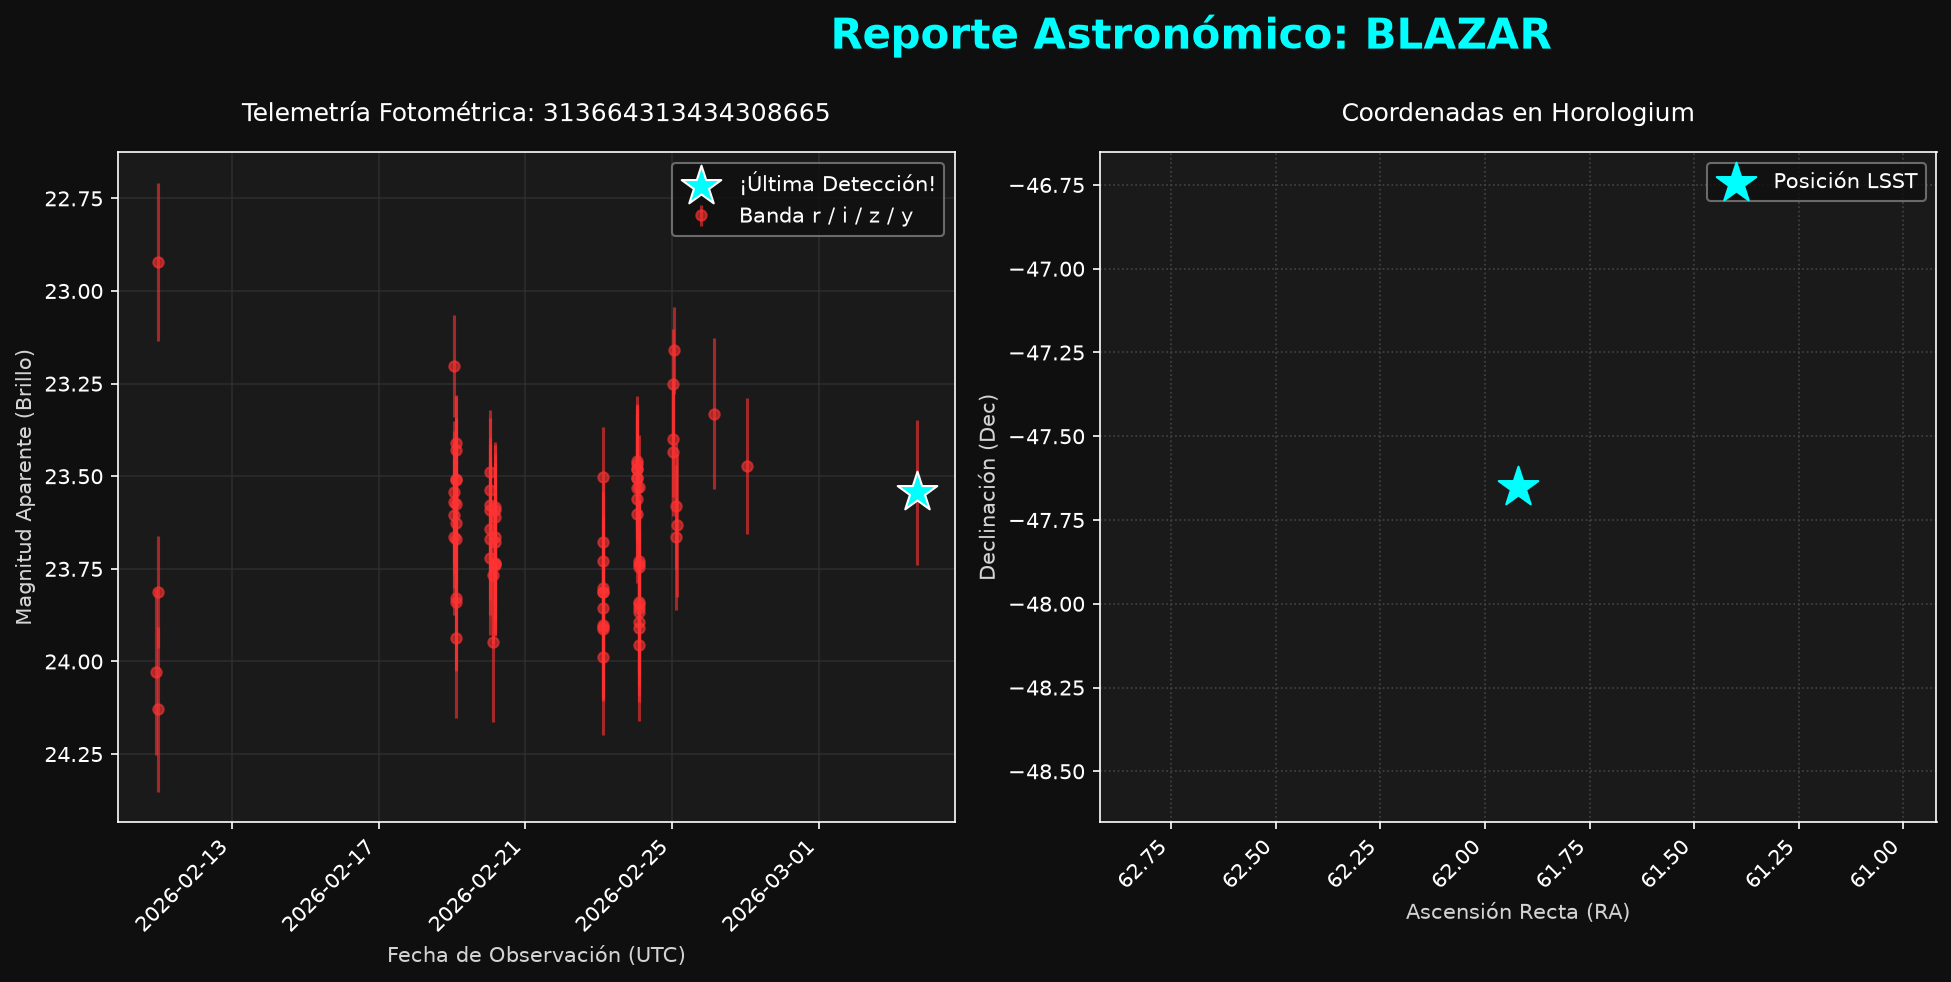 Reporte Astronómico: BLAZAR
Telemetría Fotométrica: 313664313434308665
¡Última Detección!
Banda r / i / z / y
Magnitud Aparente (Brillo)
22.75
23.00
23.25
23.50
23.75
24.00
24.25
2026-02-13
2026-02-17
2026-02-21
2026-02-25
2026-03-01
Fecha de Observación (UTC)
Coordenadas en Horologium
Posición LSST
Declinación (Dec)
−46.75
−47.00
−47.25
−47.50
−47.75
−48.00
−48.25
−48.50
62.75
62.50
62.25
62.00
61.75
61.50
61.25
61.00
Ascensión Recta (RA)